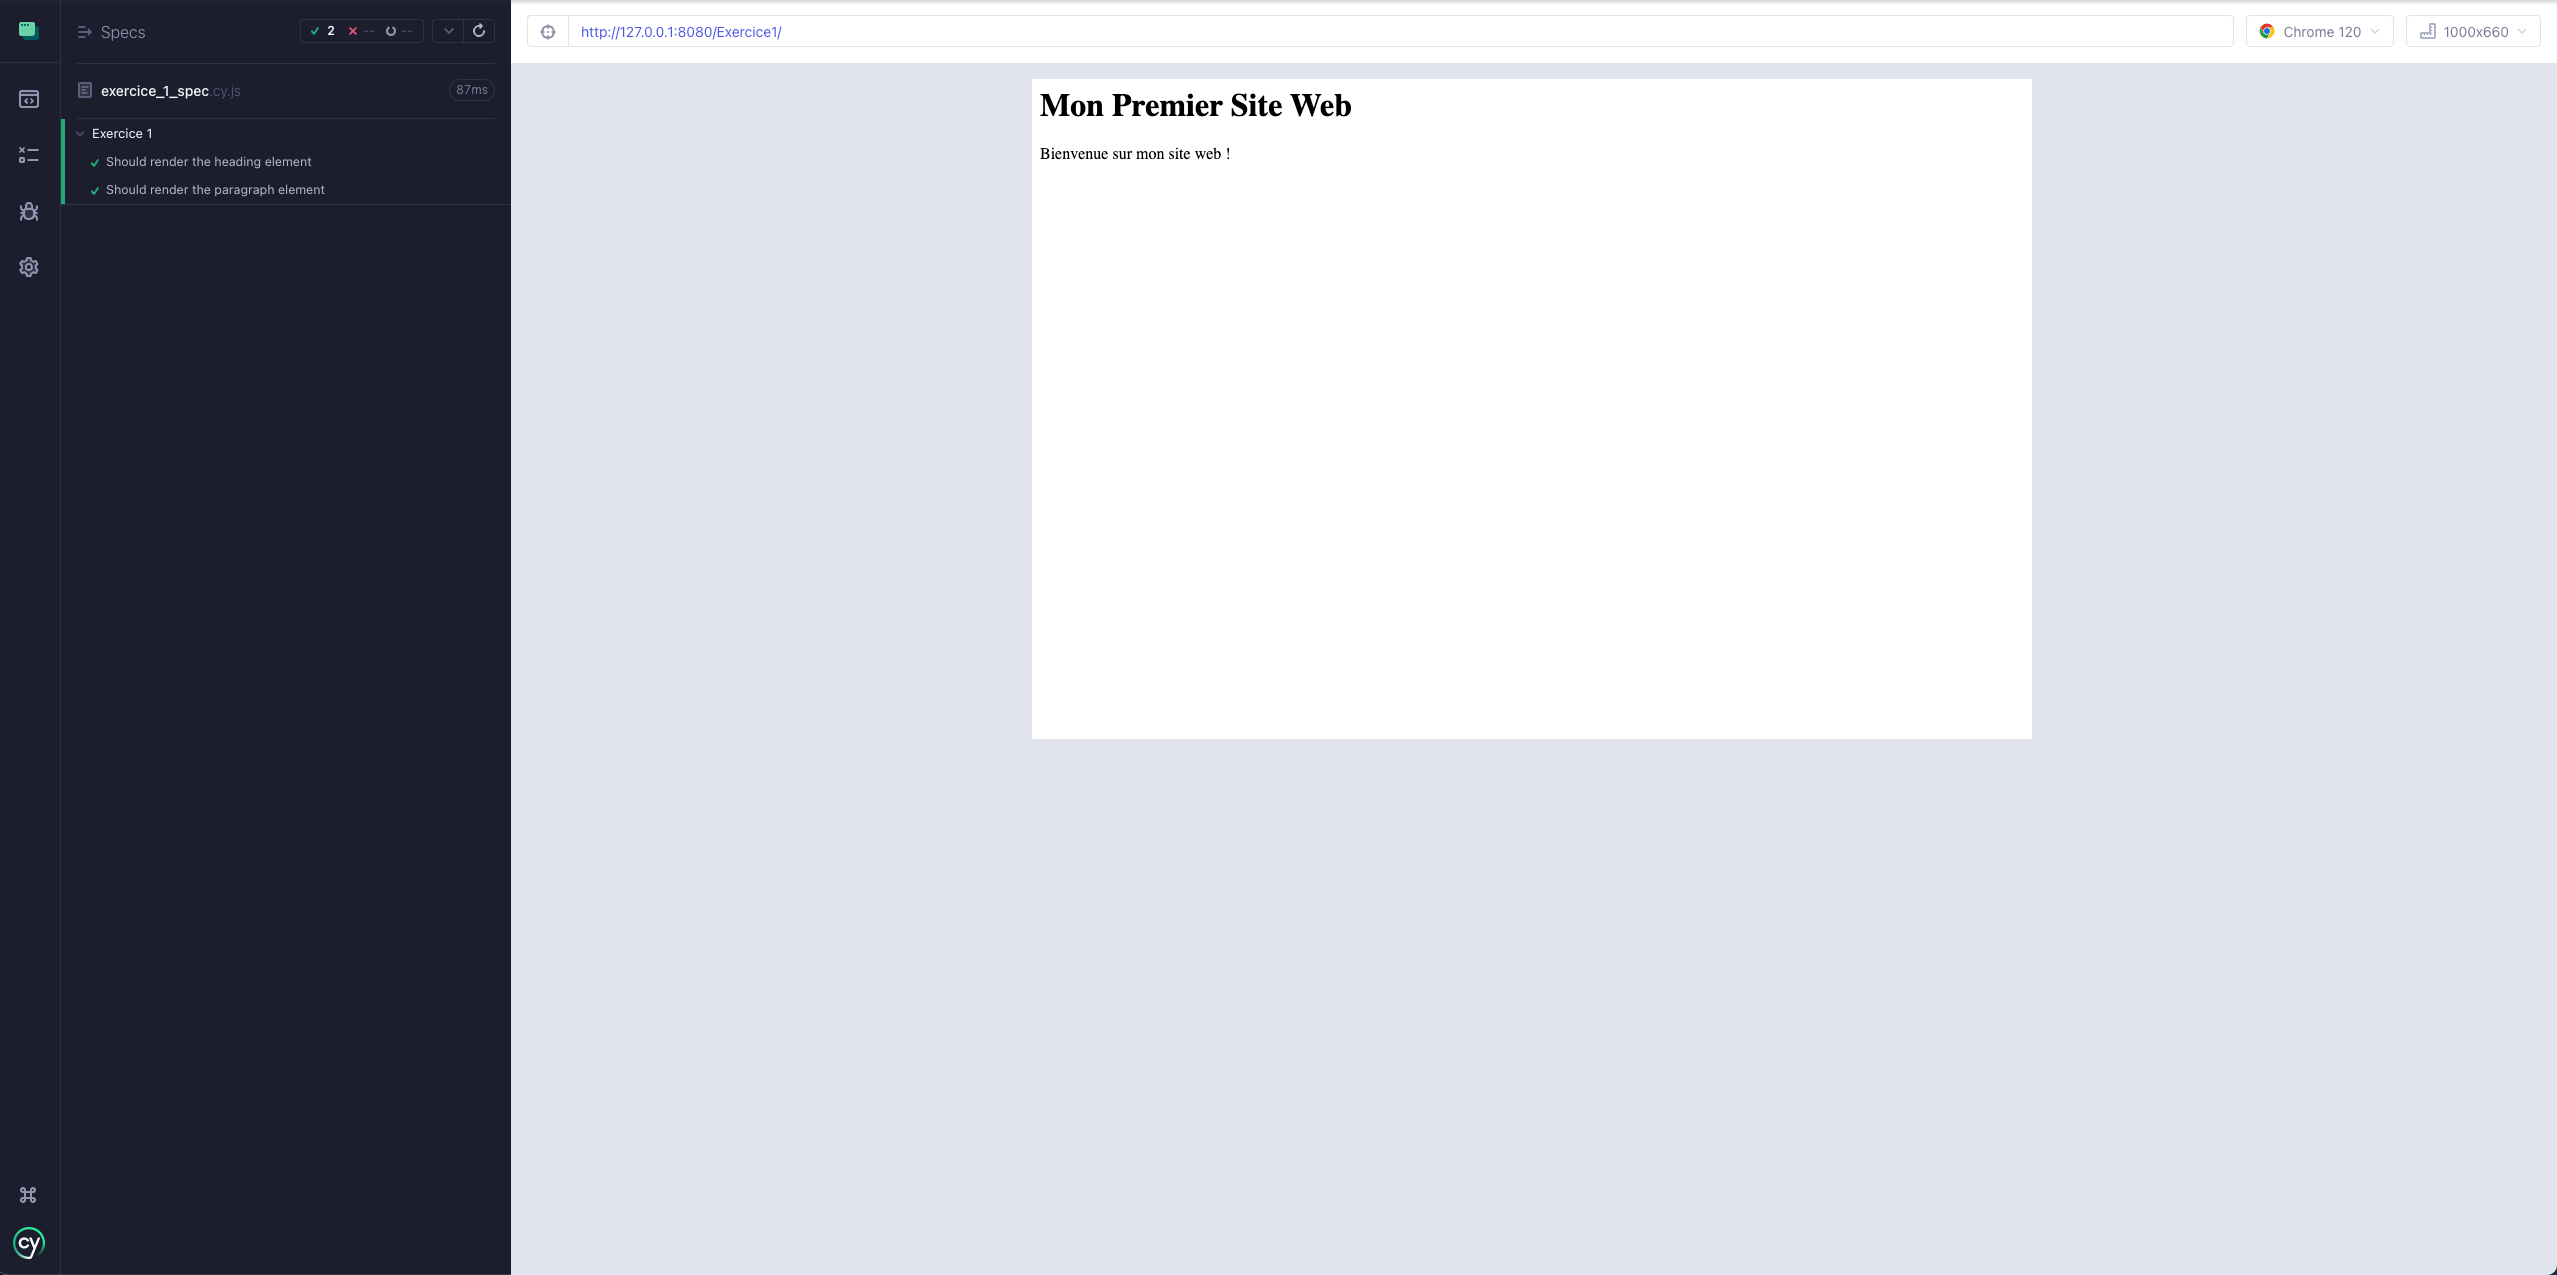 Specs
2 -- --
http://127.0.0.1:8080/Exercice1/
Chrome 120
1000x660
exercice_1_spec.cy.js
87ms
Exercice 1
Should render the heading element
Should render the paragraph element
Mon Premier Site Web
Bienvenue sur mon site web !
cy